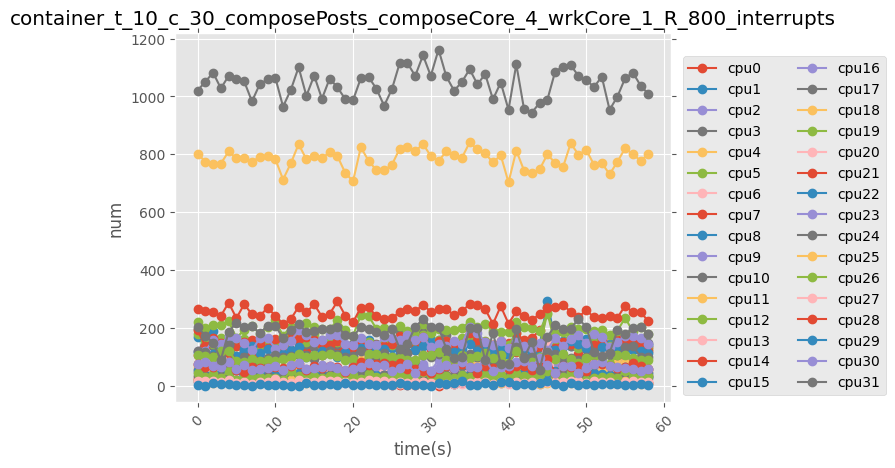 container_t_10_c_30_composePosts_composeCore_4_wrkCore_1_R_800_interrupts
1200
1000
800
600
400
200
0
num
0 10 20 30 40 50 60
time(s)
cpu0 cpu16
cpu1 cpu17
cpu2 cpu18
cpu3 cpu19
cpu4 cpu20
cpu5 cpu21
cpu6 cpu22
cpu7 cpu23
cpu8 cpu24
cpu9 cpu25
cpu10 cpu26
cpu11 cpu27
cpu12 cpu28
cpu13 cpu29
cpu14 cpu30
cpu15 cpu31